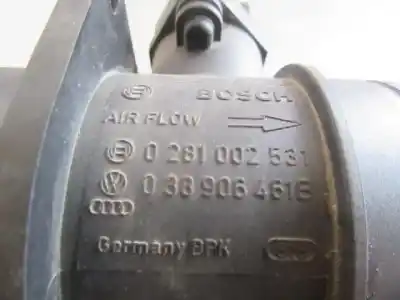 BOSCH
AIR FLOW
0 281 002 531
038 906 461B
Germany BPK